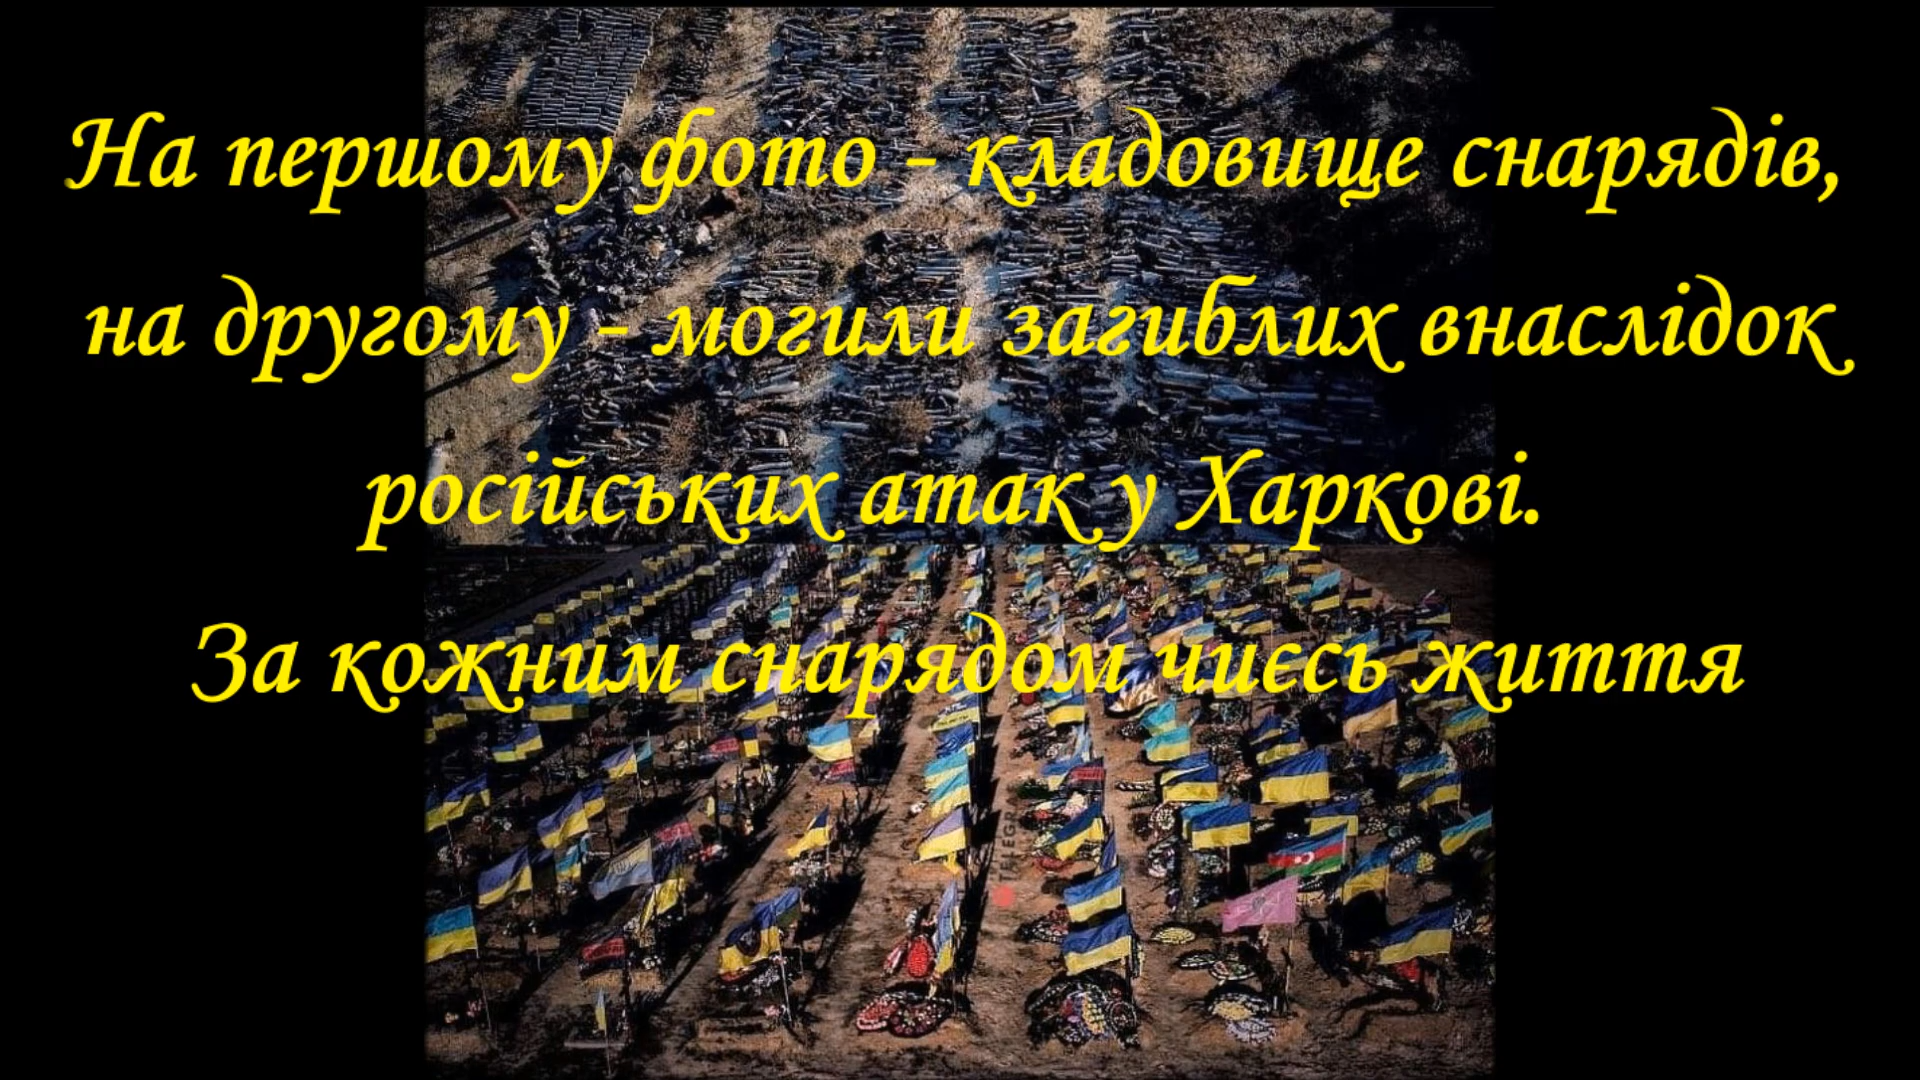 На першому фото - кладовище снарядів,
на другому - могили загиблих внаслідок
російських атак у Харкові.
За кожним снарядом чиєсь життя